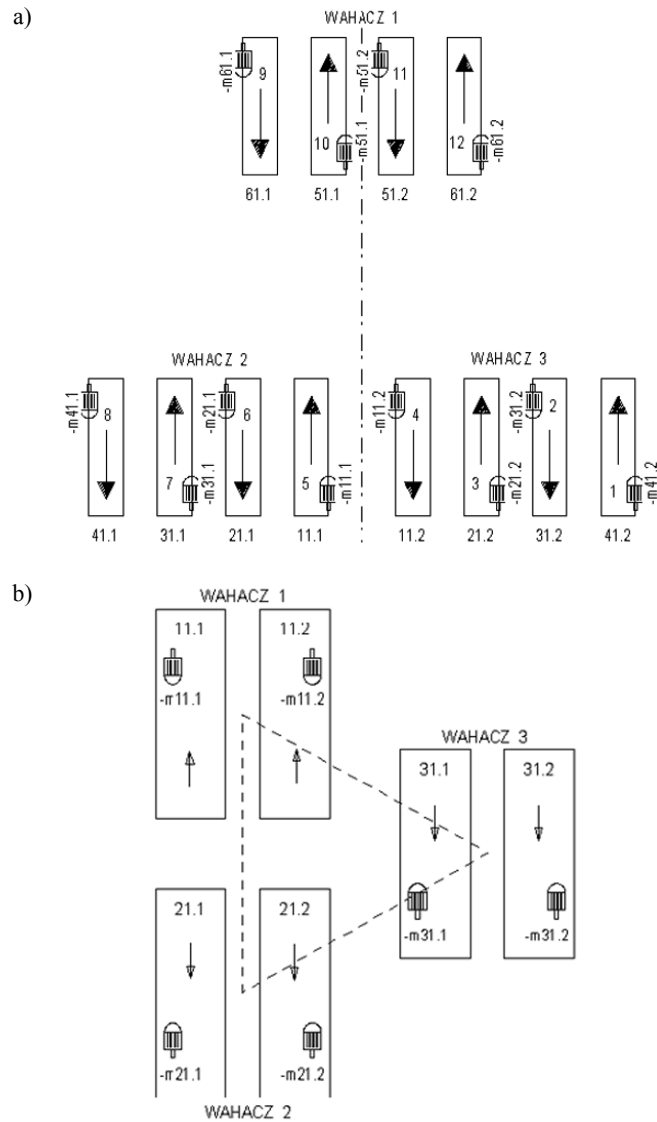 a)
WAHACZ 1
-m61.1
9
10
-m51.1
-m51.2
11
12
-m61.2
61.1 51.1 51.2 61.2
WAHACZ 2 WAHACZ 3
-m41.1
8
7
-m31.1
-m21.1
6
5
-m11.1
-m11.2
4
3
-m21.2
-m31.2
2
1
-m41.2
41.1 31.1 21.1 11.1 11.2 21.2 31.2 41.2
b)
WAHACZ 1
11.1 11.2
-m11.1 -m11.2
WAHACZ 3
31.1 31.2
-m31.1 -m31.2
21.1 21.2
-m21.1 -m21.2
WAHACZ 2